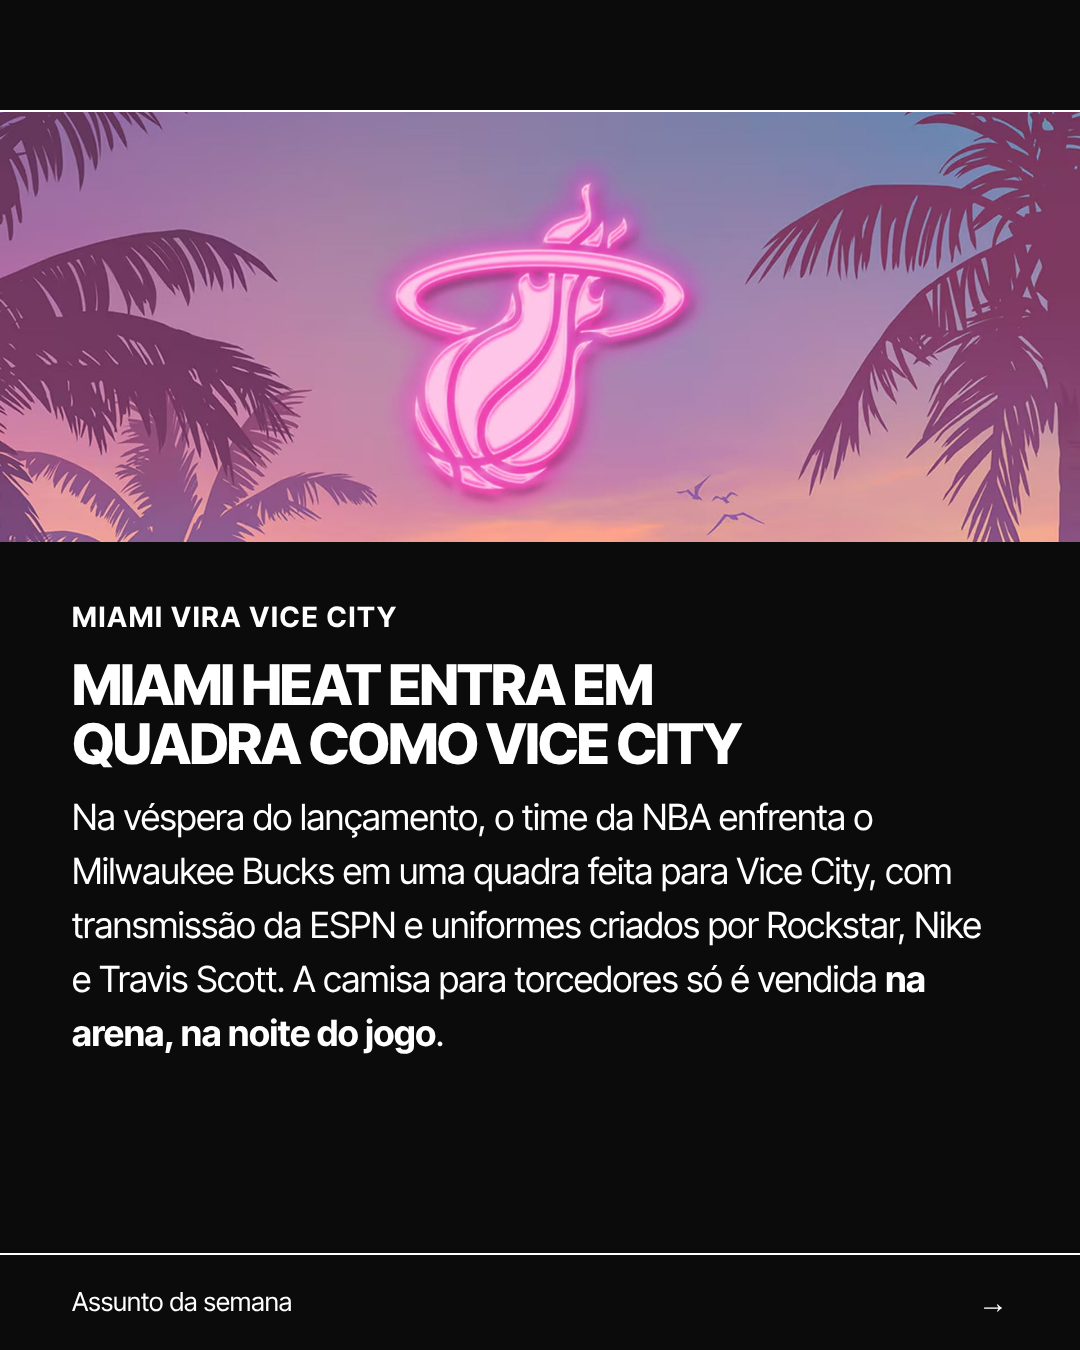 MIAMI VIRA VICE CITY
MIAMI HEAT ENTRA EM
QUADRA COMO VICE CITY
Na véspera do lançamento, o time da NBA enfrenta o
Milwaukee Bucks em uma quadra feita para Vice City, com
transmissão da ESPN e uniformes criados por Rockstar, Nike
e Travis Scott. A camisa para torcedores só é vendida na
arena, na noite do jogo.
Assunto da semana →